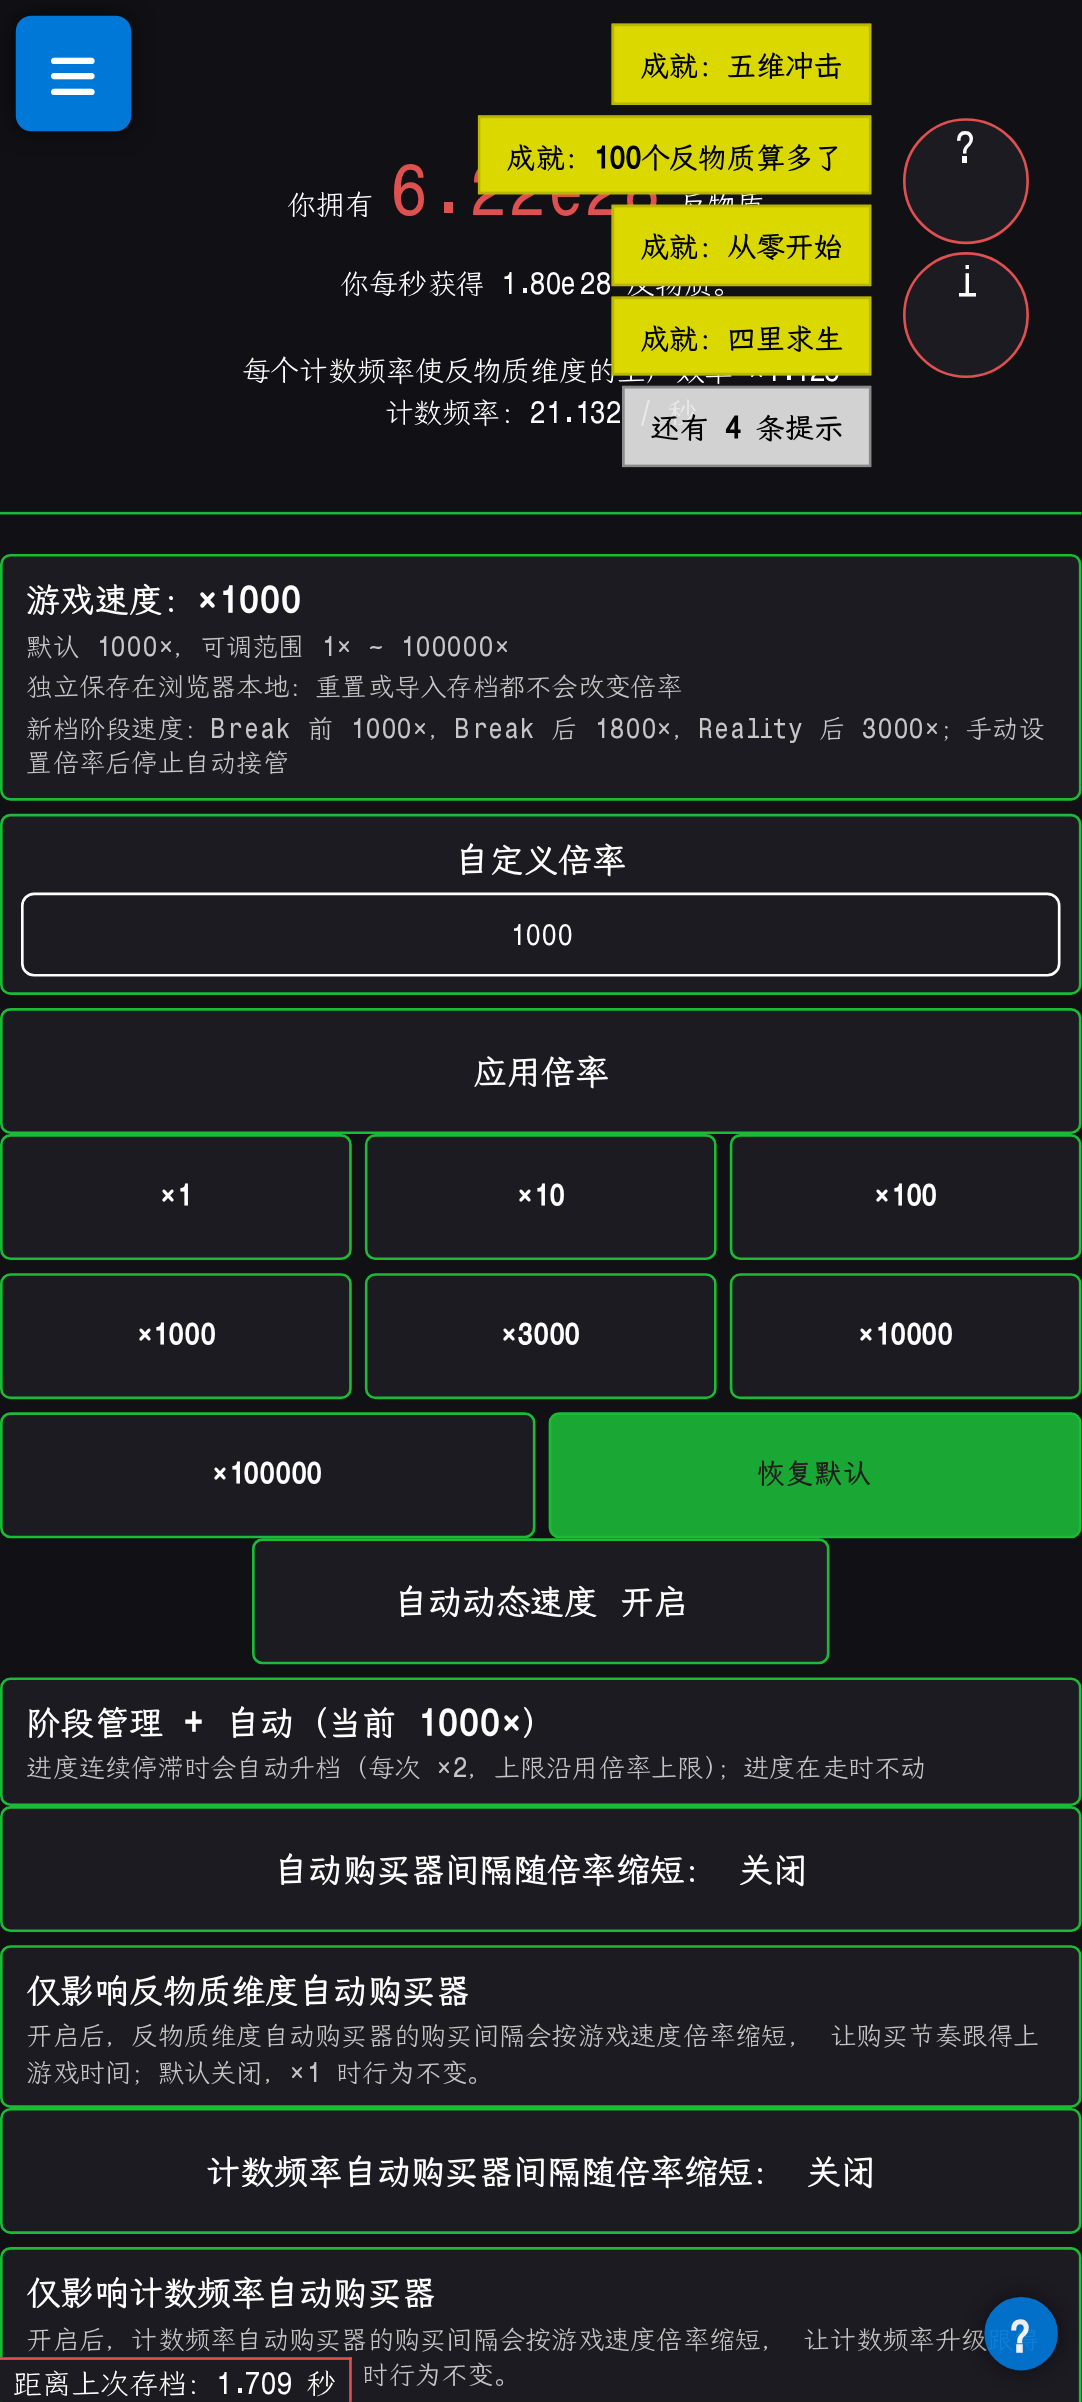 成就: 五维冲击
成就: 100个反物质算多了
你拥有 6.22e28 反物质
成就: 从零开始
你每秒获得 1.80e28 反物质。
成就: 四里求生
每个计数频率使反物质维度的生产效率 ×1.125
计数频率: 21.132 / 秒
还有 4 条提示
?
i
游戏速度: ×1000
默认 1000×, 可调范围 1× ~ 100000×
独立保存在浏览器本地: 重置或导入存档都不会改变倍率
新档阶段速度: Break 前 1000×, Break 后 1800×, Reality 后 3000×; 手动设
置倍率后停止自动接管
自定义倍率
1000
应用倍率
×1
×10
×100
×1000
×3000
×10000
×100000
恢复默认
自动动态速度 开启
阶段管理 + 自动 (当前 1000×)
进度连续停滞时会自动升档 (每次 ×2, 上限沿用倍率上限); 进度在走时不动
自动购买器间隔随倍率缩短: 关闭
仅影响反物质维度自动购买器
开启后, 反物质维度自动购买器的购买间隔会按游戏速度倍率缩短, 让购买节奏跟得上
游戏时间; 默认关闭, ×1 时行为不变。
计数频率自动购买器间隔随倍率缩短: 关闭
仅影响计数频率自动购买器
开启后, 计数频率自动购买器的购买间隔会按游戏速度倍率缩短, 让计数频率升级跟得
时行为不变。
?
距离上次存档: 1.709 秒